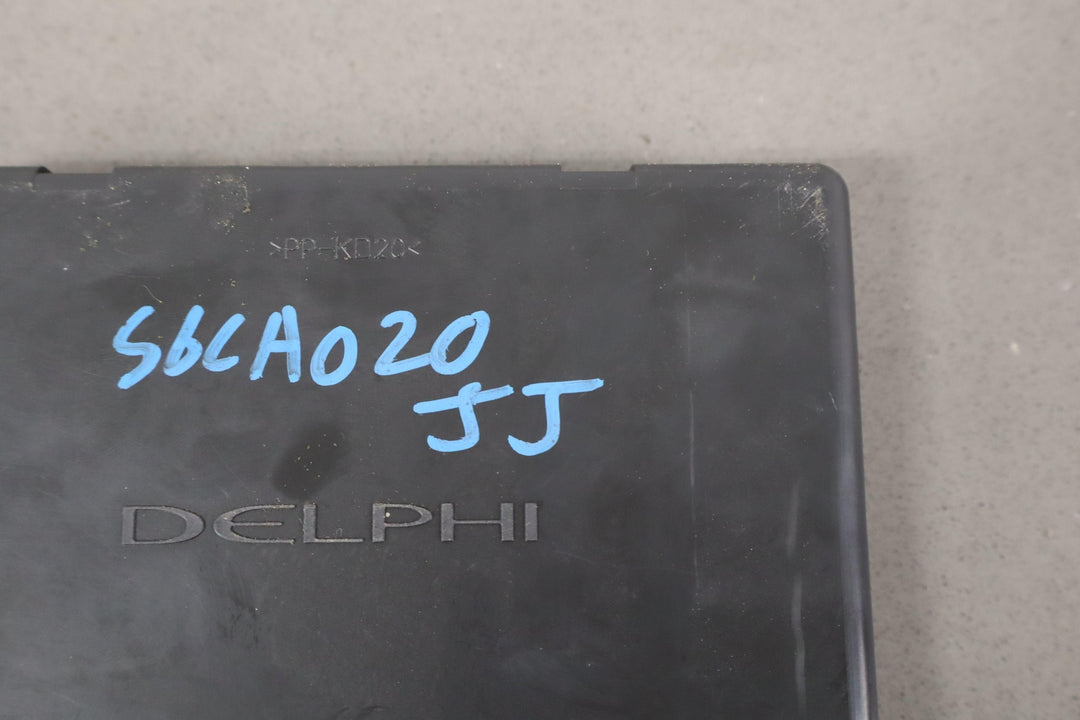 >PP-KD20<
S6CA020
JJ
DELPHI